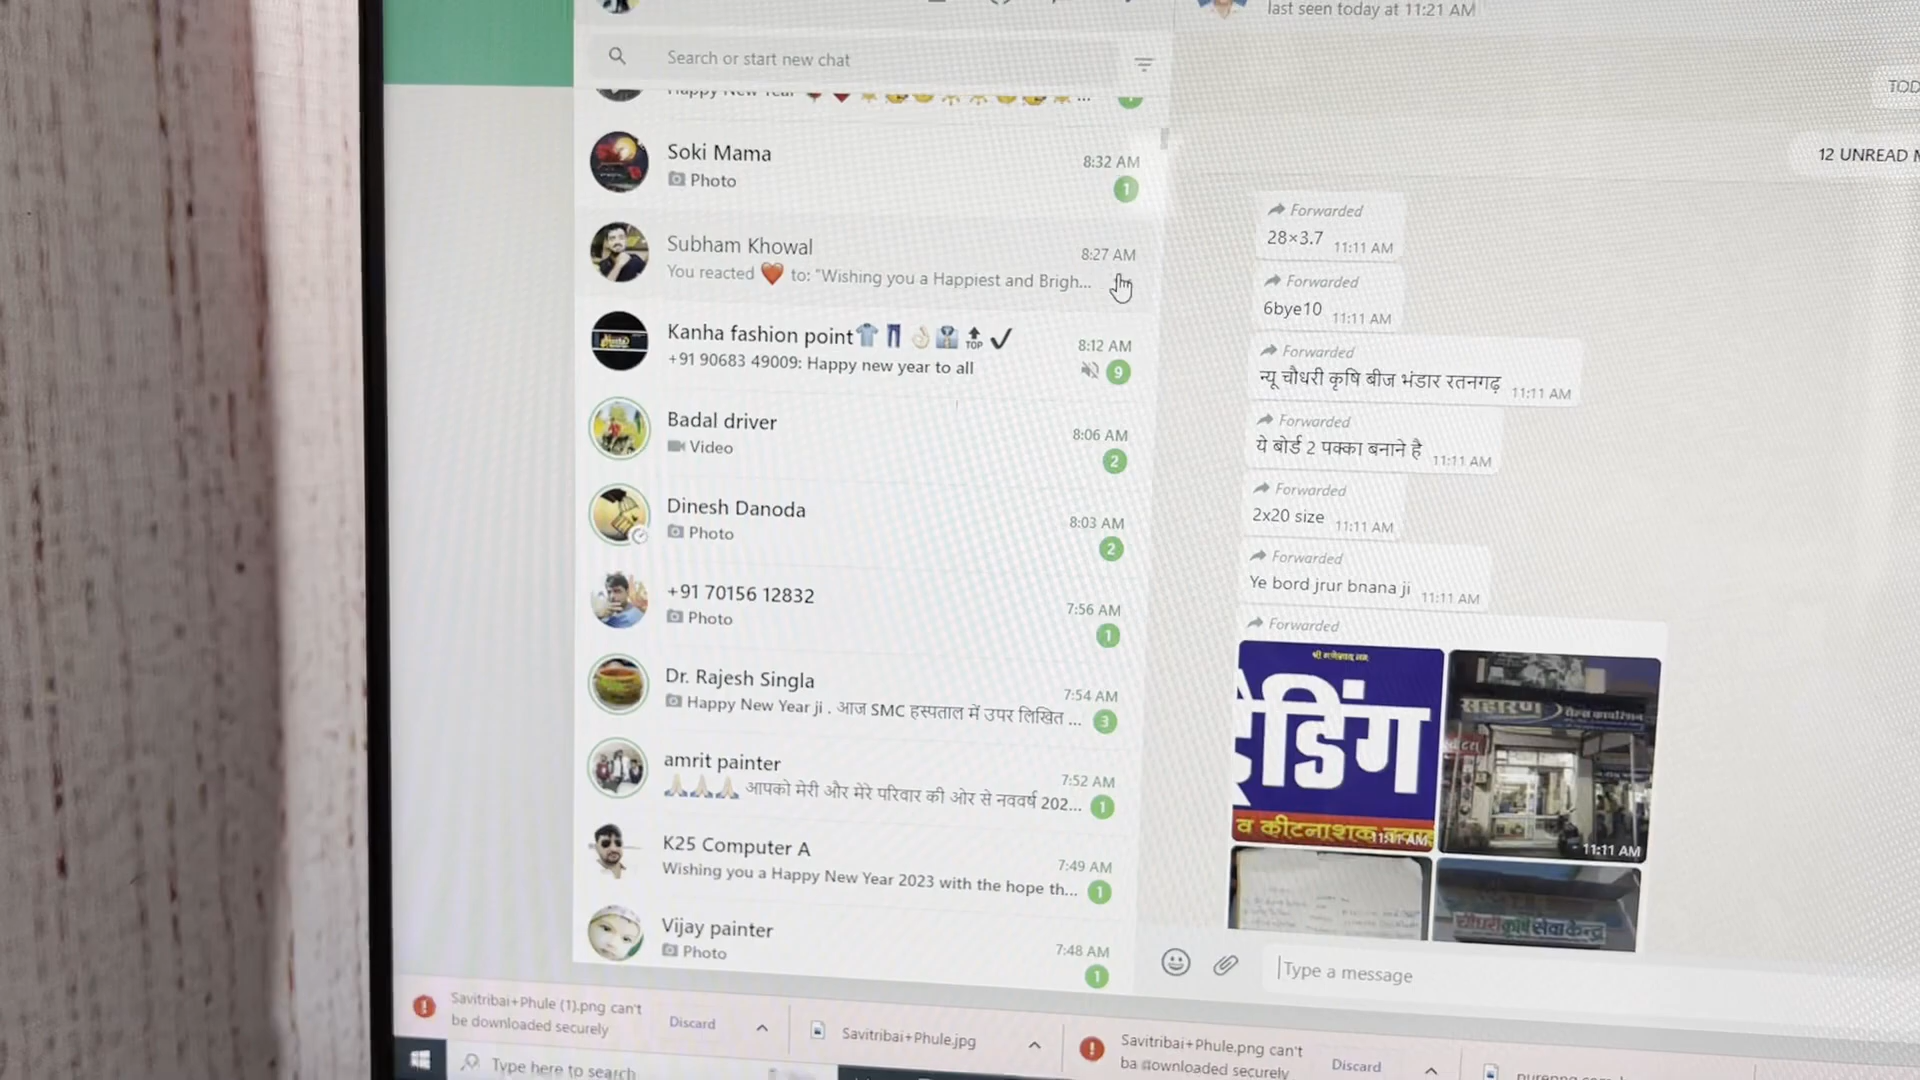 last seen today at 11:21 AM
Search or start new chat
Happy New Year
Soki Mama
8:32 AM
Photo
1
Subham Khowal
8:27 AM
You reacted ❤️ to: "Wishing you a Happiest and Brigh...
Kanha fashion point
TOP
8:12 AM
+91 90683 49009: Happy new year to all
9
Badal driver
8:06 AM
Video
2
Dinesh Danoda
8:03 AM
Photo
2
+91 70156 12832
7:56 AM
Photo
1
Dr. Rajesh Singla
7:54 AM
Happy New Year ji . आज SMC हस्पताल में उपर लिखित ...
3
amrit painter
7:52 AM
🙏🙏🙏 आपको मेरी और मेरे परिवार की ओर से नववर्ष 202...
1
K25 Computer A
7:49 AM
Wishing you a Happy New Year 2023 with the hope th...
1
Vijay painter
7:48 AM
Photo
1
12 UNREAD
Forwarded
28×3.7 11:11 AM
Forwarded
6bye10 11:11 AM
Forwarded
न्यू चौधरी कृषि बीज भंडार रतनगढ़ 11:11 AM
Forwarded
ये बोर्ड 2 पक्का बनाने है 11:11 AM
Forwarded
2x20 size 11:11 AM
Forwarded
Ye bord jrur bnana ji 11:11 AM
Forwarded
व कीटनाशक
11:11 AM
सहारण
11:11 AM
चौधरी कृषि सेवा केन्द्र
Type a message
Savitribai+Phule (1).png can't
be downloaded securely
Discard
Savitribai+Phule.jpg
Savitribai+Phule.png can't
be downloaded securely
Discard
Type here to search